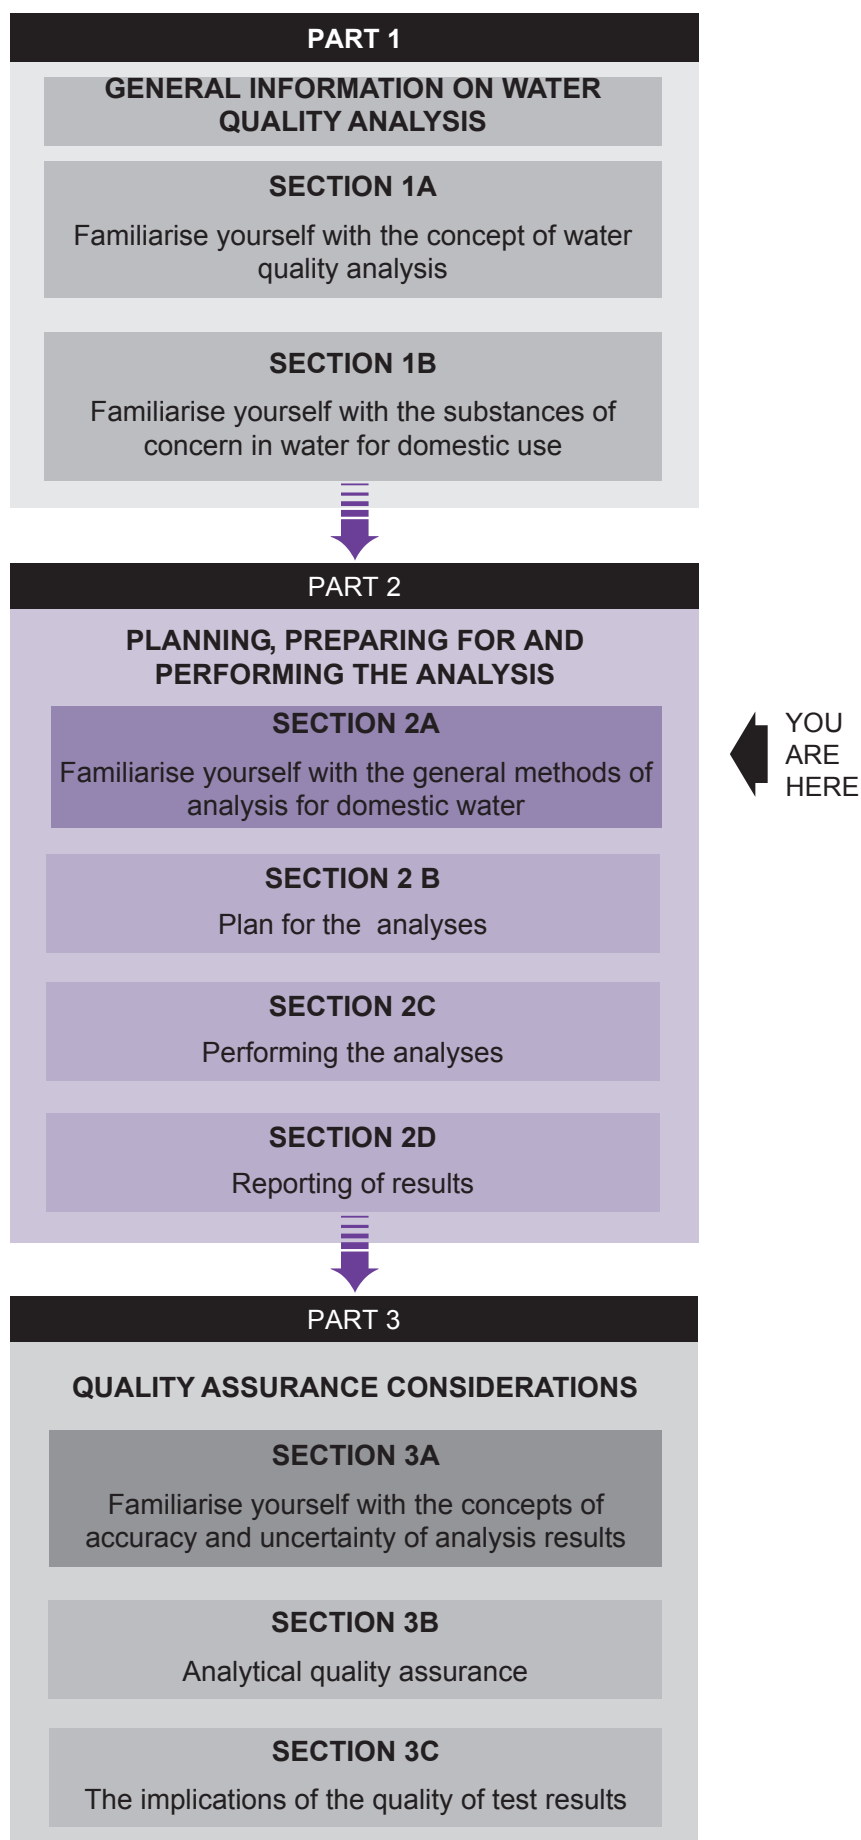 PART 1
GENERAL INFORMATION ON WATER
QUALITY ANALYSIS
SECTION 1A
Familiarise yourself with the concept of water
quality analysis
SECTION 1B
Familiarise yourself with the substances of
concern in water for domestic use
PART 2
PLANNING, PREPARING FOR AND
PERFORMING THE ANALYSIS
SECTION 2A
Familiarise yourself with the general methods of
analysis for domestic water
YOU
ARE
HERE
SECTION 2 B
Plan for the  analyses
SECTION 2C
Performing the analyses
SECTION 2D
Reporting of results
PART 3
QUALITY ASSURANCE CONSIDERATIONS
SECTION 3A
Familiarise yourself with the concepts of
accuracy and uncertainty of analysis results
SECTION 3B
Analytical quality assurance
SECTION 3C
The implications of the quality of test results